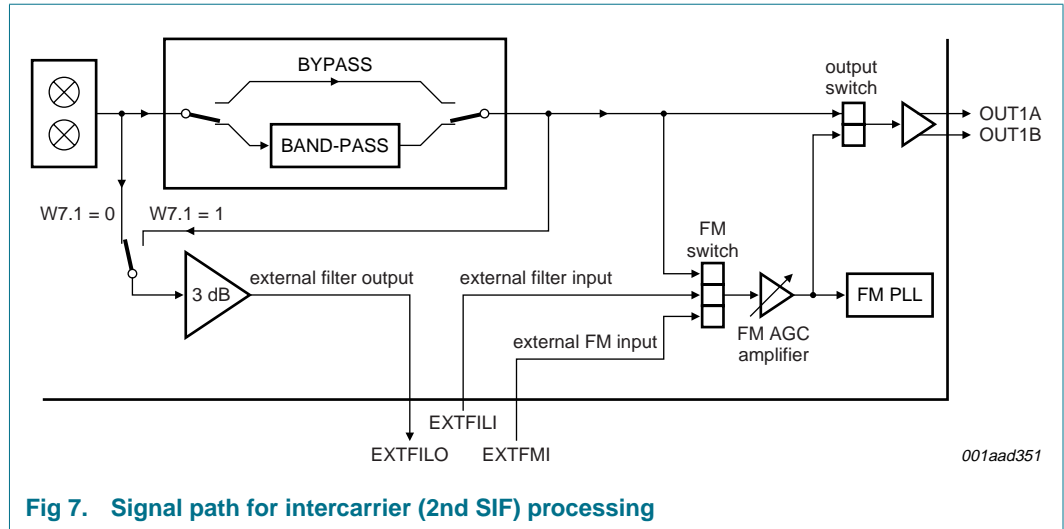 BYPASS
BAND-PASS
output
switch
OUT1A
OUT1B
W7.1 = 0
W7.1 = 1
FM
switch
3 dB
external filter output
external filter input
FM PLL
FM AGC
amplifier
external FM input
EXTFILI
EXTFILO
EXTFMI
001aad351
Fig 7. Signal path for intercarrier (2nd SIF) processing